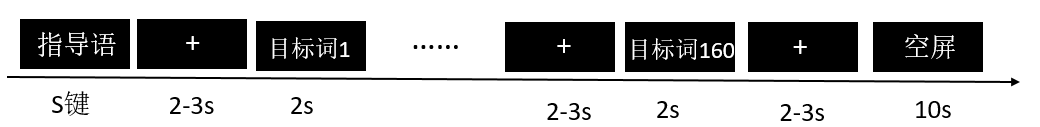 指导语 + 目标词1 …… + 目标词160 + 空屏
S键 2-3s 2s 2-3s 2s 2-3s 10s